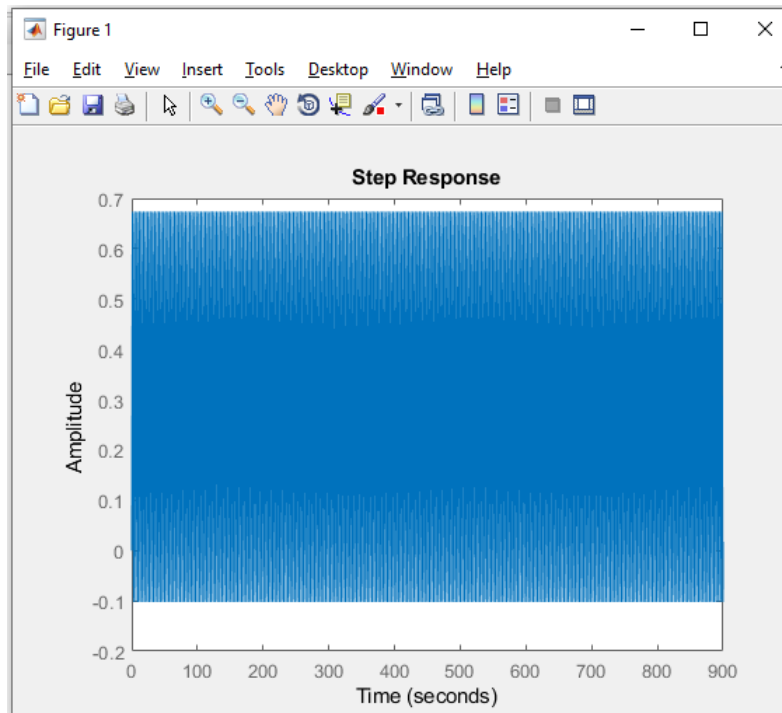 Figure 1
File Edit View Insert Tools Desktop Window Help
Step Response
0.7
0.6
0.5
0.4
0.3
0.2
0.1
0
-0.1
-0.2
Amplitude
0 100 200 300 400 500 600 700 800 900
Time (seconds)